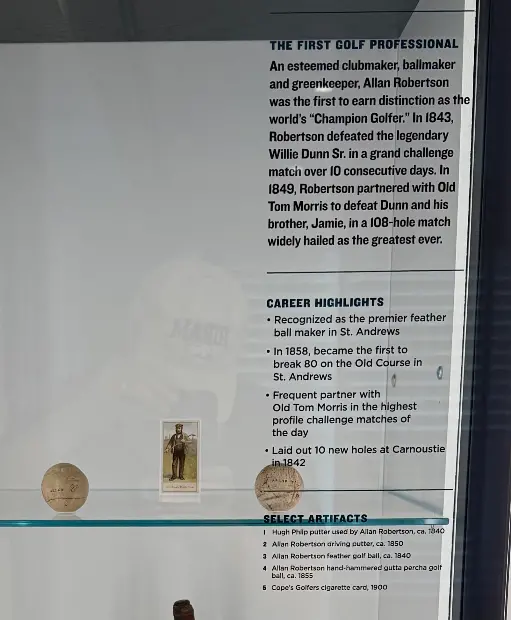 THE FIRST GOLF PROFESSIONAL
An esteemed clubmaker, ballmaker
and greenkeeper, Allan Robertson
was the first to earn distinction as the
world's “Champion Golfer.” In 1843,
Robertson defeated the legendary
Willie Dunn Sr. in a grand challenge
match over 10 consecutive days. In
1849, Robertson partnered with Old
Tom Morris to defeat Dunn and his
brother, Jamie, in a 108-hole match
widely hailed as the greatest ever.
CAREER HIGHLIGHTS
• Recognized as the premier feather
ball maker in St. Andrews
• In 1858, became the first to
break 80 on the Old Course in
St. Andrews
• Frequent partner with
Old Tom Morris in the highest
profile challenge matches of
the day
• Laid out 10 new holes at Carnoustie
in 1842
SELECT ARTIFACTS
1 Hugh Philp putter used by Allan Robertson, ca. 1840
2 Allan Robertson driving putter, ca. 1850
3 Allan Robertson feather golf ball, ca. 1840
4 Allan Robertson hand-hammered gutta percha golf
ball, ca. 1855
5 Cope's Golfers cigarette card, 1900